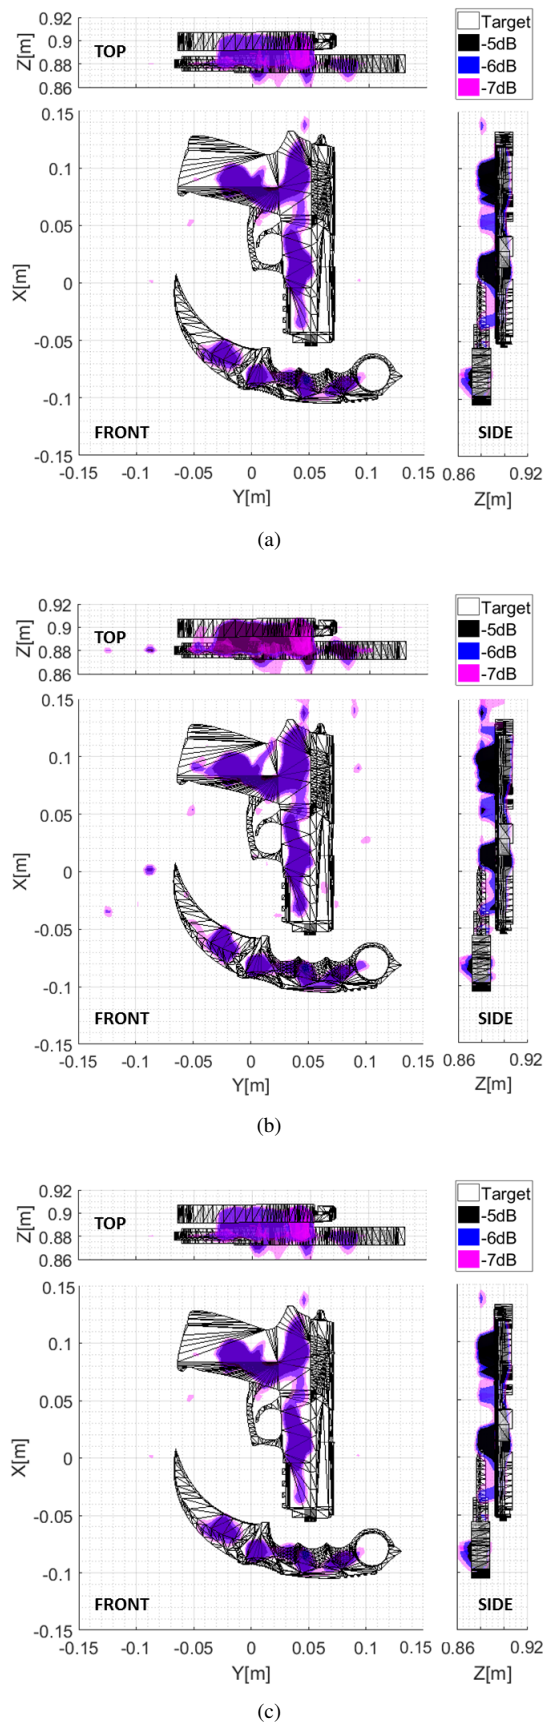 0.92
0.9
0.88
0.86
Z[m]
TOP
Target
-5dB
-6dB
-7dB
0.15
0.1
0.05
0
-0.05
-0.1
-0.15
X[m]
FRONT
SIDE
-0.15 -0.1 -0.05 0 0.05 0.1 0.15
0.86 0.92
Y[m]
Z[m]
(a)
0.92
0.9
0.88
0.86
Z[m]
TOP
Target
-5dB
-6dB
-7dB
0.15
0.1
0.05
0
-0.05
-0.1
-0.15
X[m]
FRONT
SIDE
-0.15 -0.1 -0.05 0 0.05 0.1 0.15
0.86 0.92
Y[m]
Z[m]
(b)
0.92
0.9
0.88
0.86
Z[m]
TOP
Target
-5dB
-6dB
-7dB
0.15
0.1
0.05
0
-0.05
-0.1
-0.15
X[m]
FRONT
SIDE
-0.15 -0.1 -0.05 0 0.05 0.1 0.15
0.86 0.92
Y[m]
Z[m]
(c)